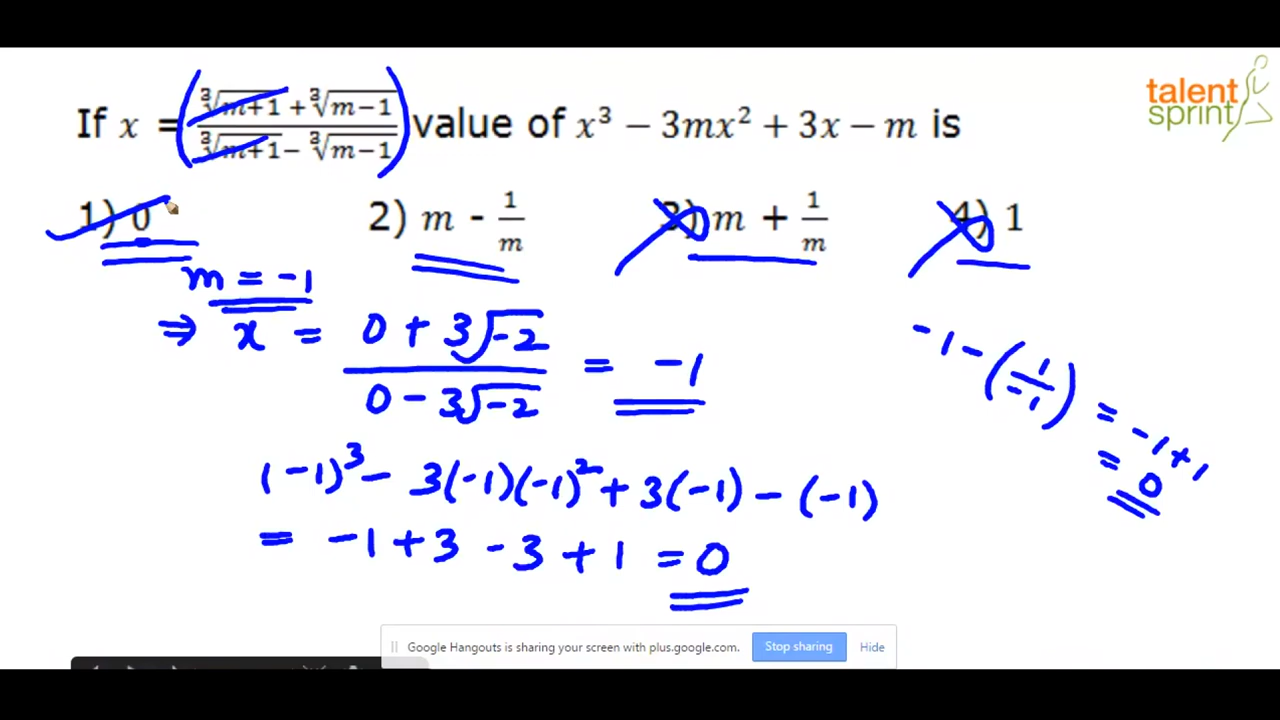 If x = (∛(m+1) + ∛(m−1)) / (∛(m+1) − ∛(m−1)) value of x³ − 3mx² + 3x − m is
talent
sprint
1) 0 2) m - 1/m 3) m + 1/m 4) 1
m = -1
⇒ x = (0 + 3√-2) / (0 - 3√-2) = -1
-1 - (1/-1) = -1+1
= 0
(-1)³ - 3(-1)(-1)² + 3(-1) - (-1)
= -1 + 3 - 3 + 1 = 0
Google Hangouts is sharing your screen with plus.google.com. Stop sharing Hide